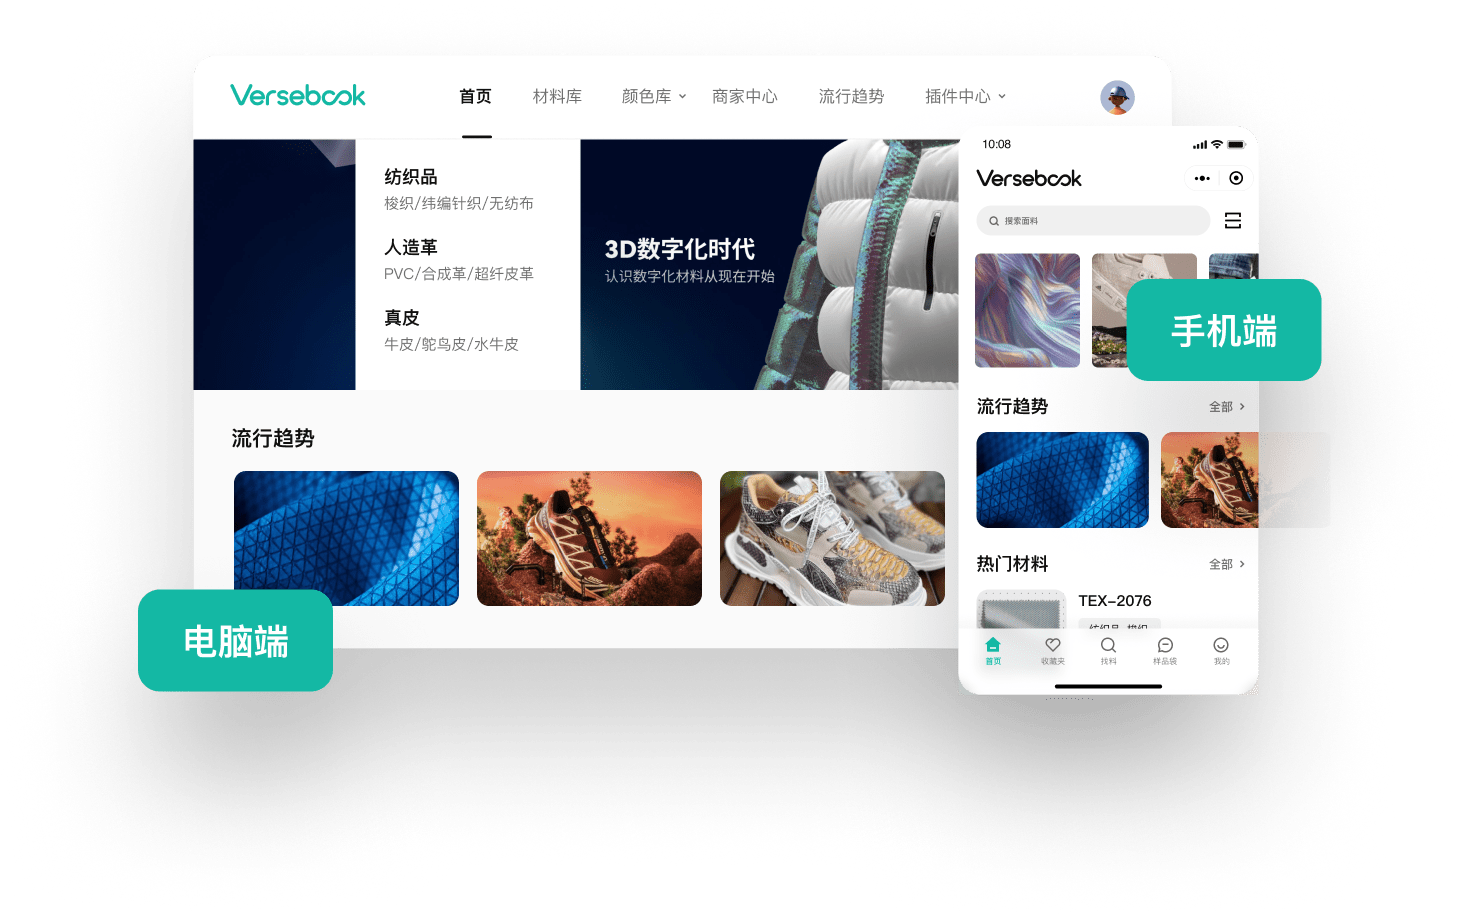 Versebook
首页 材料库 颜色库 商家中心 流行趋势 插件中心
纺织品
梭织/纬编针织/无纺布
人造革
PVC/合成革/超纤皮革
真皮
牛皮/鸵鸟皮/水牛皮
3D数字化时代
认识数字化材料从现在开始
流行趋势
电脑端
10:08
Versebook
搜索面料
手机端
流行趋势 全部
热门材料 全部
TEX-2076
纺织品 梭织
首页 收藏夹 找料 样品袋 我的